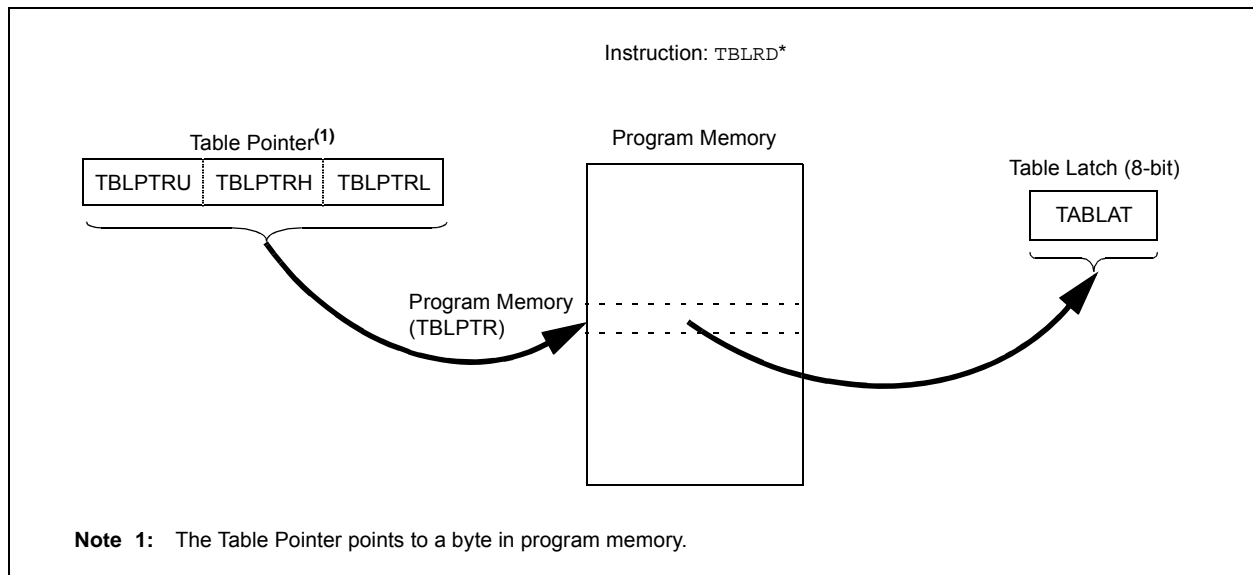 Instruction: TBLRD*
Table Pointer(1)
TBLPTRU TBLPTRH TBLPTRL
Program Memory
Table Latch (8-bit)
TABLAT
Program Memory
(TBLPTR)
Note 1: The Table Pointer points to a byte in program memory.